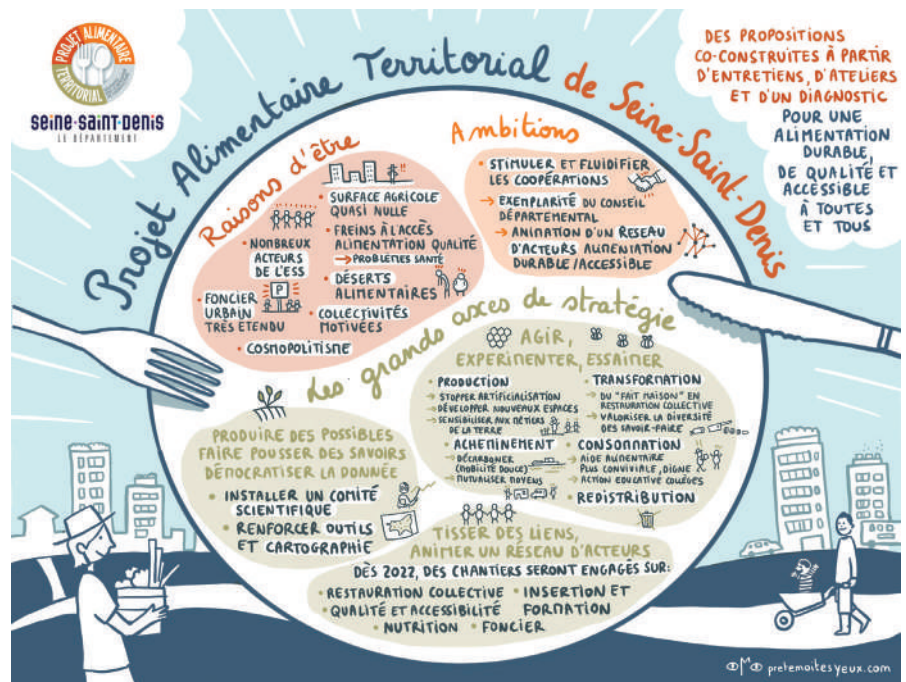 PROJET ALIMENTAIRE
TERRITORIAL
SEINE-SAINT-DENIS
LE DÉPARTEMENT
Projet Alimentaire Territorial de Seine-Saint-Denis
DES PROPOSITIONS
CO-CONSTRUITES À PARTIR
D'ENTRETIENS, D'ATELIERS
ET D'UN DIAGNOSTIC
POUR UNE
ALIMENTATION
DURABLE,
DE QUALITÉ ET
ACCESSIBLE
À TOUTES
ET TOUS
Raisons d'être
• SURFACE AGRICOLE
QUASI NULLE
• FREINS À L'ACCÈS
ALIMENTATION QUALITÉ
→ PROBLÈMES SANTÉ
• NOMBREUX
ACTEURS
DE L'ESS
• DÉSERTS
ALIMENTAIRES
P
• FONCIER
URBAIN
TRÈS ETENDU
• COLLECTIVITÉS
MOTIVÉES
• COSMOPOLITISME
Ambitions
• STIMULER ET FLUIDIFIER
LES COOPÉRATIONS
→ EXEMPLARITÉ DU CONSEIL
DÉPARTEMENTAL
→ ANIMATION D'UN RESEAU
D'ACTEURS ALIMENTATION
DURABLE/ACCESSIBLE
Les grands axes de stratégie
AGIR,
EXPERIMENTER, ESSAIMER
• PRODUCTION
→ STOPPER ARTIFICIALISATION
→ DÉVELOPPER NOUVEAUX ESPACES
→ SENSIBILISER AUX MÉTIERS
DE LA TERRE
• TRANSFORMATION
→ DU "FAIT MAISON" EN
RESTAURATION COLLECTIVE
→ VALORISER LA DIVERSITÉ
DES SAVOIR-FAIRE
• ACHEMINEMENT
→ DÉCARBONER
(MOBILITÉ DOUCE)
→ MUTUALISER MOYENS
• CONSOMMATION
→ AIDE ALIMENTAIRE
PLUS CONVIVIALE, DIGNE
→ ACTION EDUCATIVE COLLÈGES
• REDISTRIBUTION
PRODUIRE DES POSSIBLES
FAIRE POUSSER DES SAVOIRS
DÉMOCRATISER LA DONNÉE
• INSTALLER UN COMITÉ
SCIENTIFIQUE
• RENFORCER OUTILS
ET CARTOGRAPHIE
TISSER DES LIENS,
ANIMER UN RÉSEAU D'ACTEURS
DÈS 2022, DES CHANTIERS SERONT ENGAGÉS SUR:
• RESTAURATION COLLECTIVE • INSERTION ET
FORMATION
• QUALITÉ ET ACCESSIBILITÉ
• NUTRITION • FONCIER
pretemoitesyeux.com